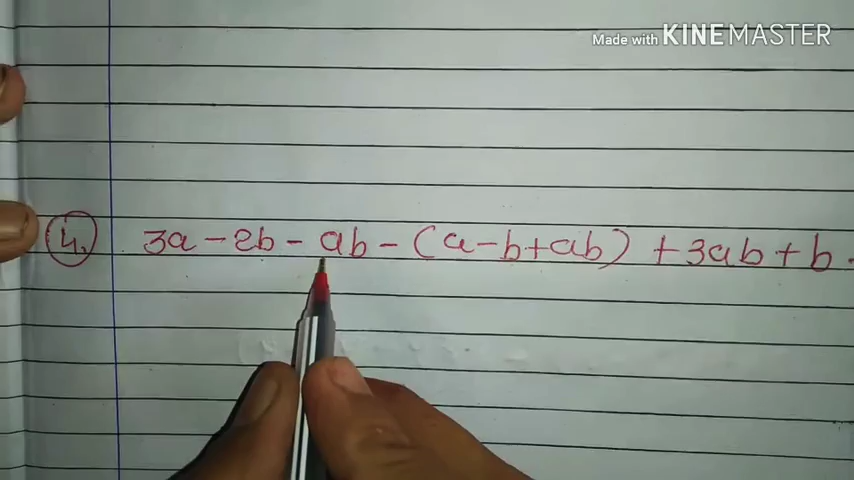 Made with KINEMASTER
4. 3a - 2b - ab - (a - b + ab) + 3ab + b -